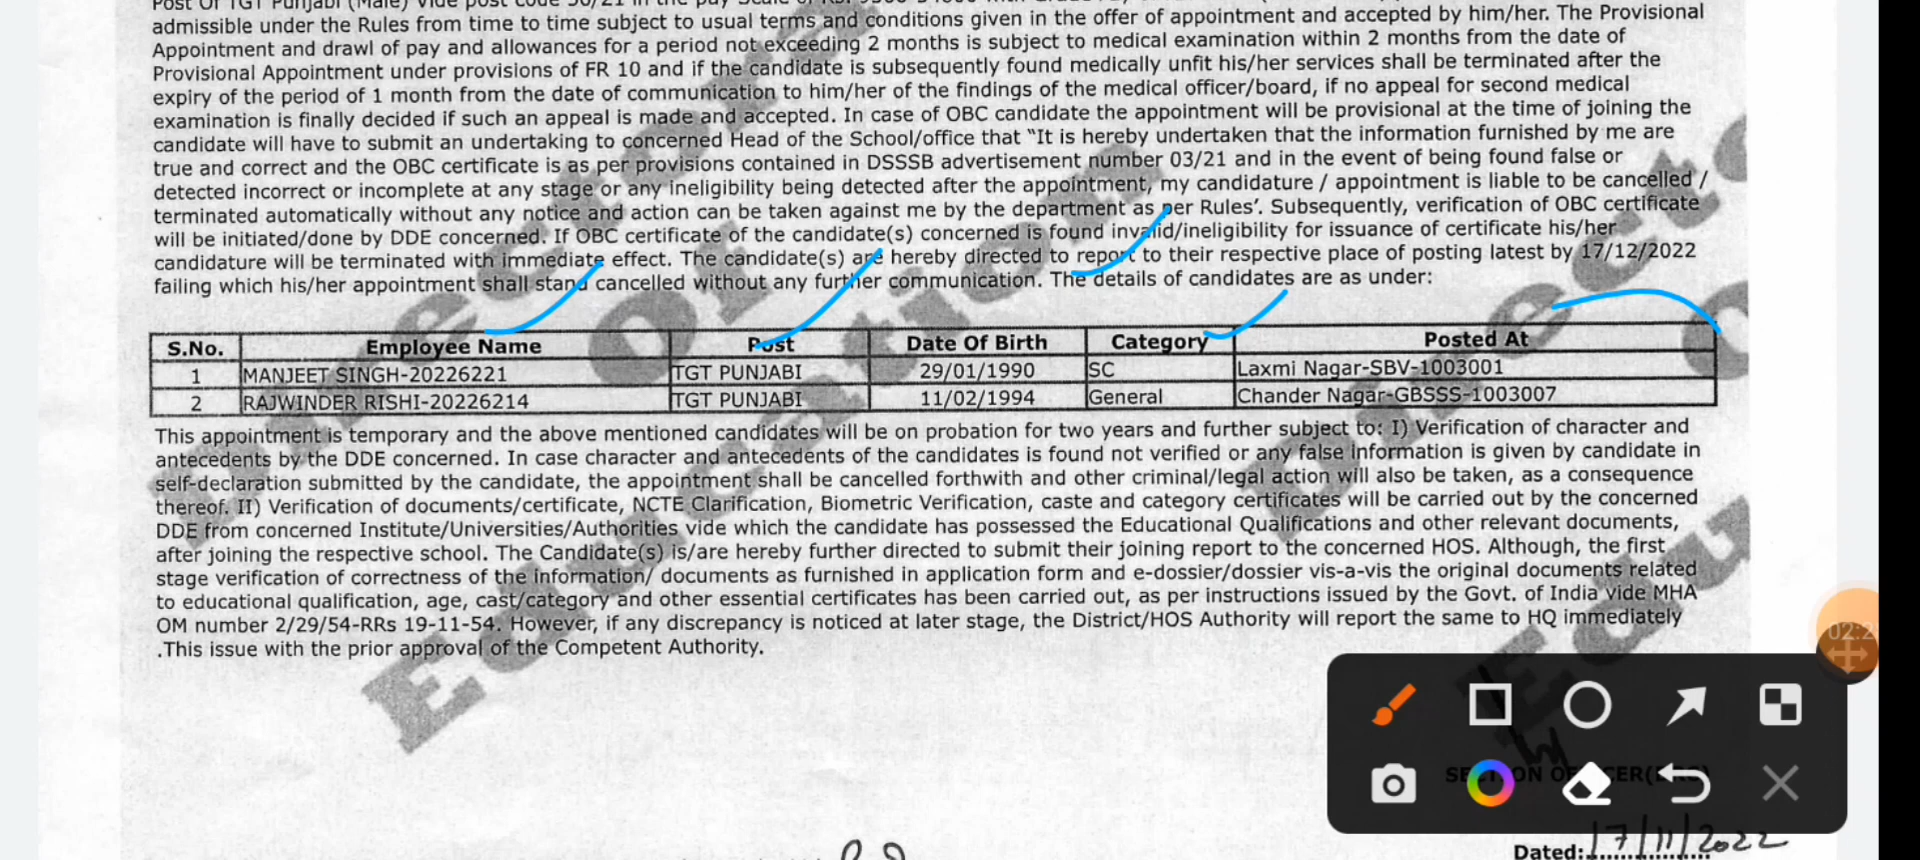 admissible under the Rules from time to time subject to usual terms and conditions given in the offer of appointment and accepted by him/her. The Provisional
Appointment and drawl of pay and allowances for a period not exceeding 2 months is subject to medical examination within 2 months from the date of
Provisional Appointment under provisions of FR 10 and if the candidate is subsequently found medically unfit his/her services shall be terminated after the
expiry of the period of 1 month from the date of communication to him/her of the findings of the medical officer/board, if no appeal for second medical
examination is finally decided if such an appeal is made and accepted. In case of OBC candidate the appointment will be provisional at the time of joining the
candidate will have to submit an undertaking to concerned Head of the School/office that “It is hereby undertaken that the information furnished by me are
true and correct and the OBC certificate is as per provisions contained in DSSSB advertisement number 03/21 and in the event of being found false or
detected incorrect or incomplete at any stage or any ineligibility being detected after the appointment, my candidature / appointment is liable to be cancelled /
terminated automatically without any notice and action can be taken against me by the department as per Rules’. Subsequently, verification of OBC certificate
will be initiated/done by DDE concerned. If OBC certificate of the candidate(s) concerned is found invalid/ineligibility for issuance of certificate his/her
candidature will be terminated with immediate effect. The candidate(s) are hereby directed to report to their respective place of posting latest by 17/12/2022
failing which his/her appointment shall stand cancelled without any further communication. The details of candidates are as under:
S.No. Employee Name Post Date Of Birth Category Posted At
1 MANJEET SINGH-20226221 TGT PUNJABI 29/01/1990 SC Laxmi Nagar-SBV-1003001
2 RAJWINDER RISHI-20226214 TGT PUNJABI 11/02/1994 General Chander Nagar-GBSSS-1003007
This appointment is temporary and the above mentioned candidates will be on probation for two years and further subject to: I) Verification of character and
antecedents by the DDE concerned. In case character and antecedents of the candidates is found not verified or any false information is given by candidate in
self-declaration submitted by the candidate, the appointment shall be cancelled forthwith and other criminal/legal action will also be taken, as a consequence
thereof. II) Verification of documents/certificate, NCTE Clarification, Biometric Verification, caste and category certificates will be carried out by the concerned
DDE from concerned Institute/Universities/Authorities vide which the candidate has possessed the Educational Qualifications and other relevant documents,
after joining the respective school. The Candidate(s) is/are hereby further directed to submit their joining report to the concerned HOS. Although, the first
stage verification of correctness of the information/ documents as furnished in application form and e-dossier/dossier vis-a-vis the original documents related
to educational qualification, age, cast/category and other essential certificates has been carried out, as per instructions issued by the Govt. of India vide MHA
OM number 2/29/54-RRs 19-11-54. However, if any discrepancy is noticed at later stage, the District/HOS Authority will report the same to HQ immediately
.This issue with the prior approval of the Competent Authority.
Directorate
Of
Education
Dated: 17/11/2022